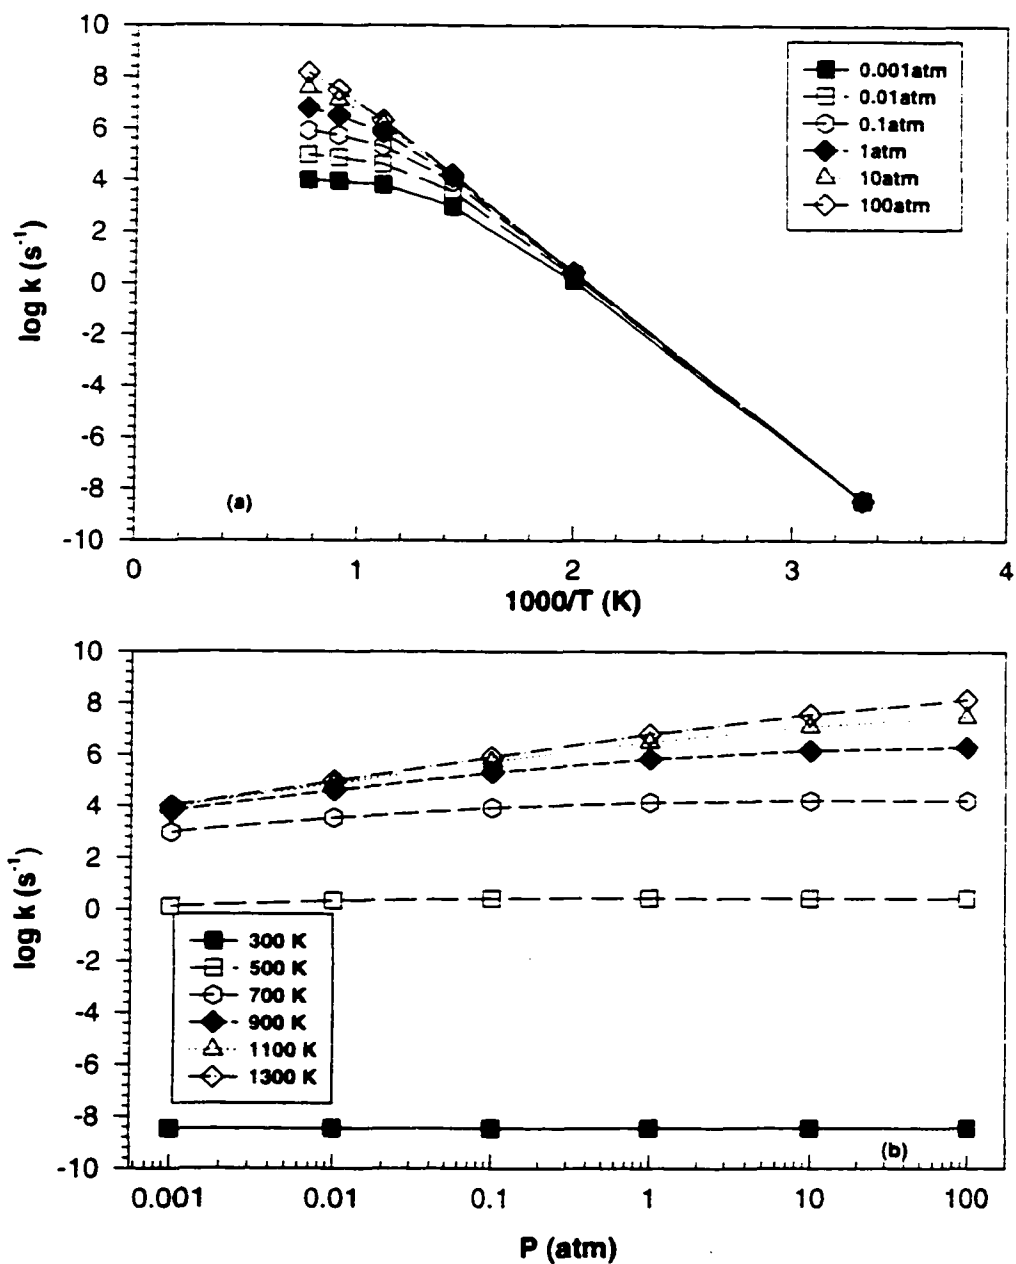 10
8
6
4
2
0
-2
-4
-6
-8
-10
log k (s⁻¹)
0.001atm
0.01atm
0.1atm
1atm
10atm
100atm
(a)
0
1
2
3
4
1000/T (K)
10
8
6
4
2
0
-2
-4
-6
-8
-10
log k (s⁻¹)
300 K
500 K
700 K
900 K
1100 K
1300 K
(b)
0.001
0.01
0.1
1
10
100
P (atm)